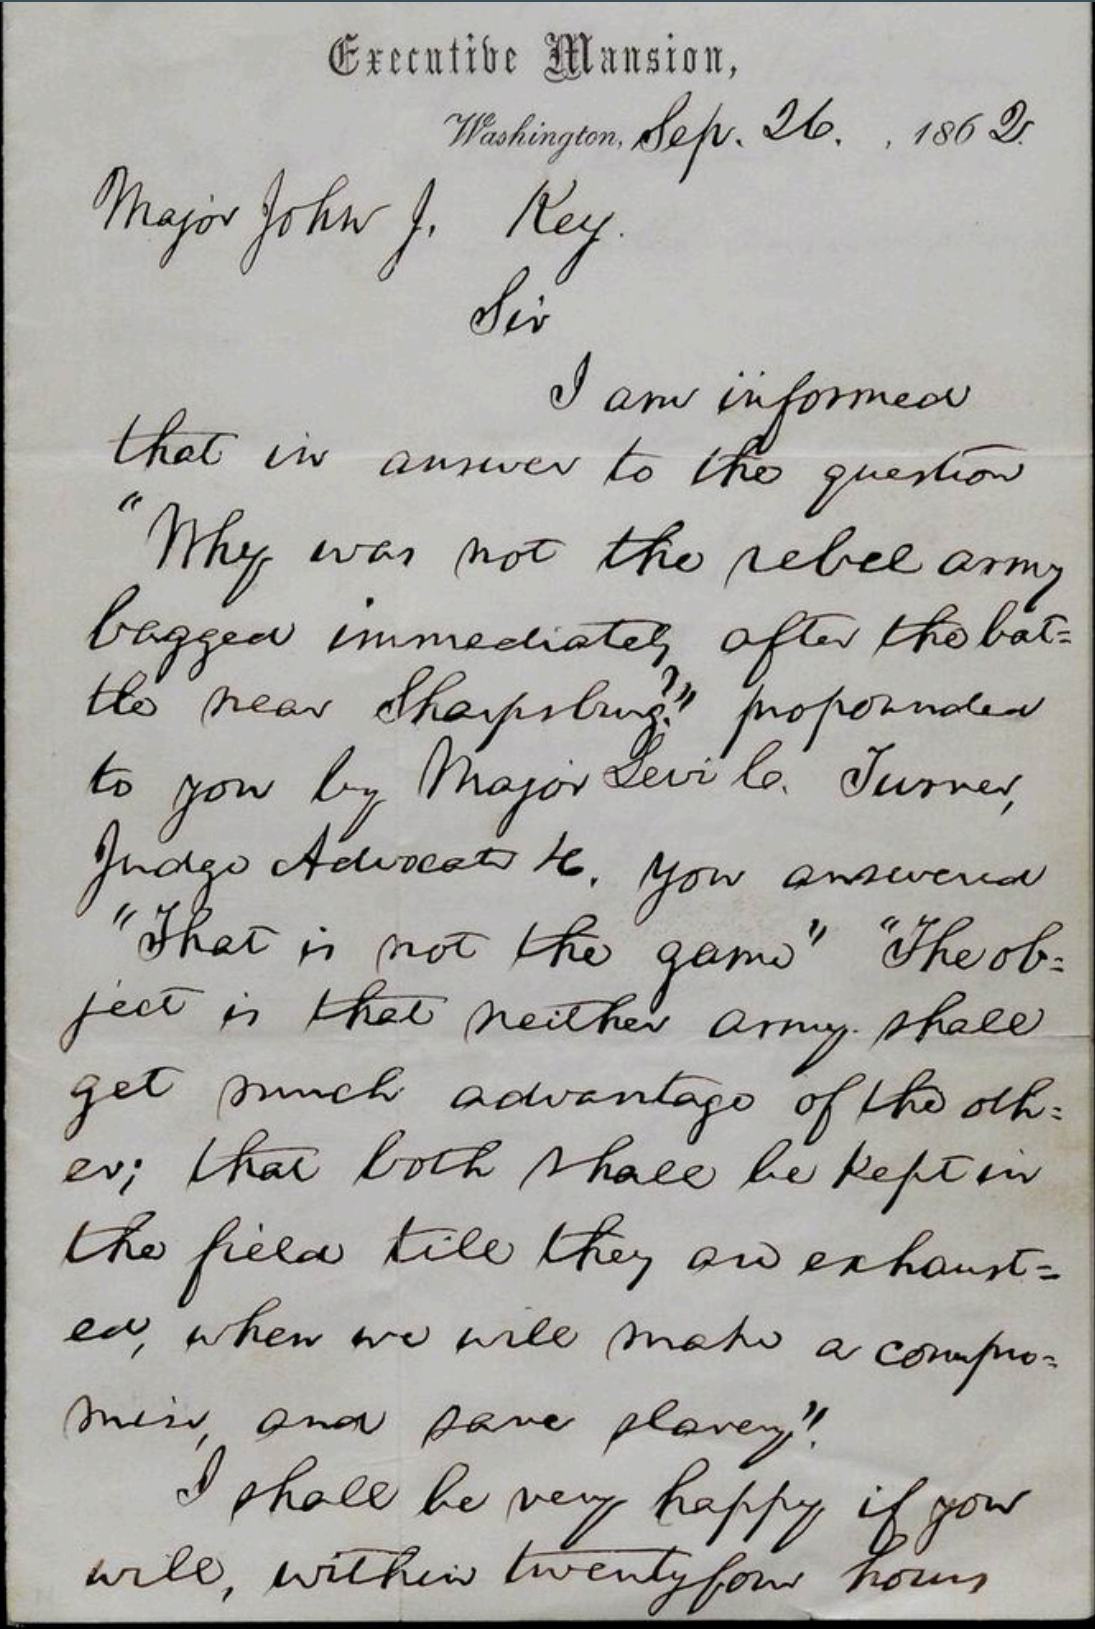 Executive Mansion,
Washington, Sep. 26. , 1862.
Major John J. Key.
Sir
I am informed
that in answer to the question
"Why was not the rebel army
bagged immediately after the bat=
tle near Sharpsburg?" propounded
to you by Major Levi C. Turner,
Judge Advocate &c. you answered
"That is not the game" "The ob=
ject is that neither army shall
get much advantage of the oth=
er; that both shall be kept in
the field till they are exhaust=
ed, when we will make a compro=
mise, and save slavery."
I shall be very happy if you
will, within twentyfour hours